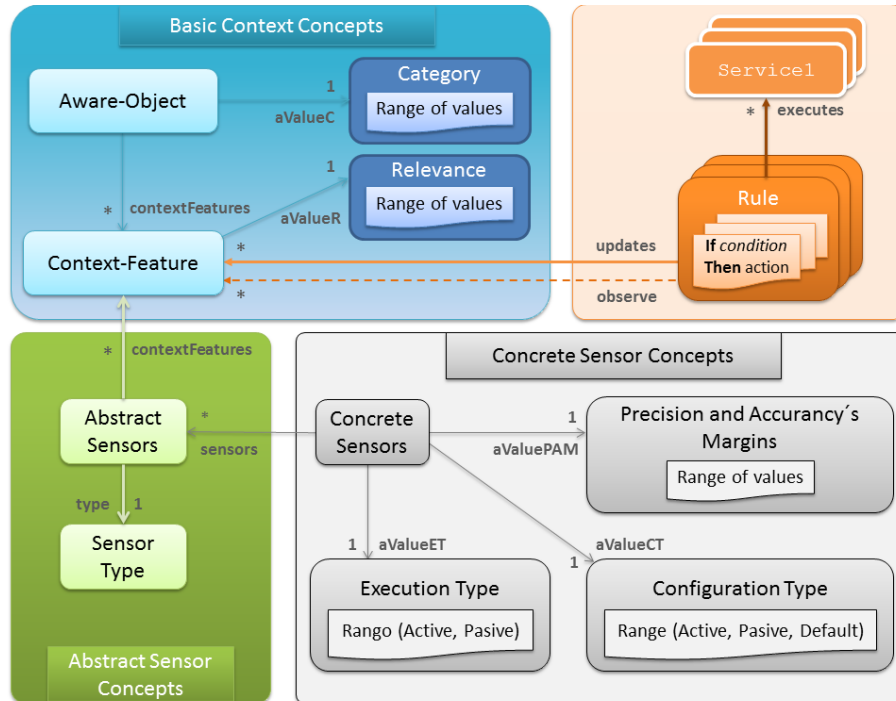 Basic Context Concepts
Aware-Object
1
aValueC
Category
Range of values
*
contextFeatures
1
aValueR
Relevance
Range of values
Context-Feature
*
*
Service1
*
executes
Rule
If condition
Then action
updates
observe
*
contextFeatures
Abstract
Sensors
*
sensors
type
1
Sensor
Type
Abstract Sensor
Concepts
Concrete Sensor Concepts
Concrete
Sensors
1
aValuePAM
Precision and Accurancy´s
Margins
Range of values
1
aValueET
aValueCT
1
Execution Type
Rango (Active, Pasive)
Configuration Type
Range (Active, Pasive, Default)